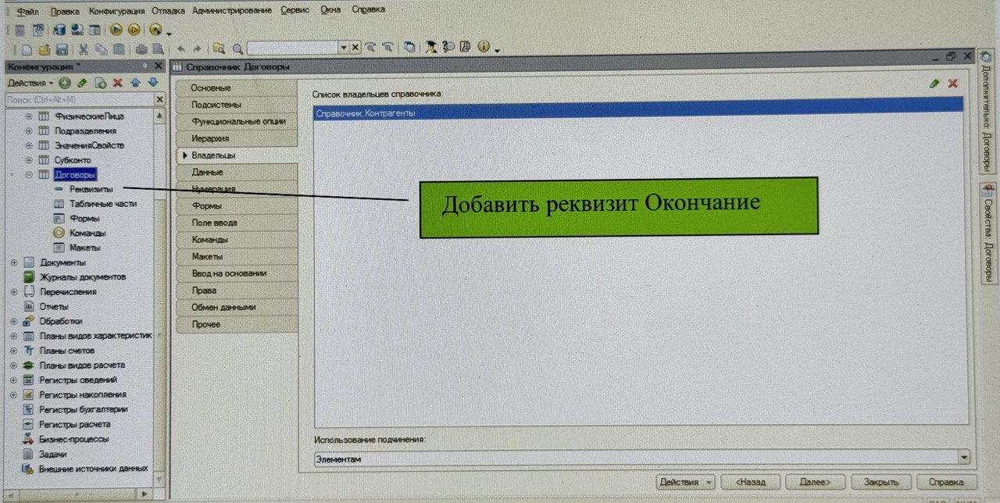 Файл Правка Конфигурация Отладка Администрирование Сервис Окна Справка
Конфигурация *
Действия
Поиск (Ctrl+Alt+M)
ФизическиеЛица
Подразделения
ЗначенияСвойств
Субконто
Договоры
Реквизиты
Табличные части
Формы
Команды
Макеты
Документы
Журналы документов
Перечисления
Отчеты
Обработки
Планы видов характеристик
Планы счетов
Планы видов расчета
Регистры сведений
Регистры накопления
Регистры бухгалтерии
Регистры расчета
Бизнес-процессы
Задачи
Внешние источники данных
Справочник Договоры
Основные
Подсистемы
Функциональные опции
Иерархия
Владельцы
Данные
Нумерация
Формы
Поле ввода
Команды
Макеты
Ввод на основании
Права
Обмен данными
Прочее
Список владельцев справочника:
Справочник.Контрагенты
Добавить реквизит Окончание
Использование подчинения:
Элементам
Действия <Назад Далее> Закрыть Справка
Дополнительно: Договоры
Свойства: Договоры